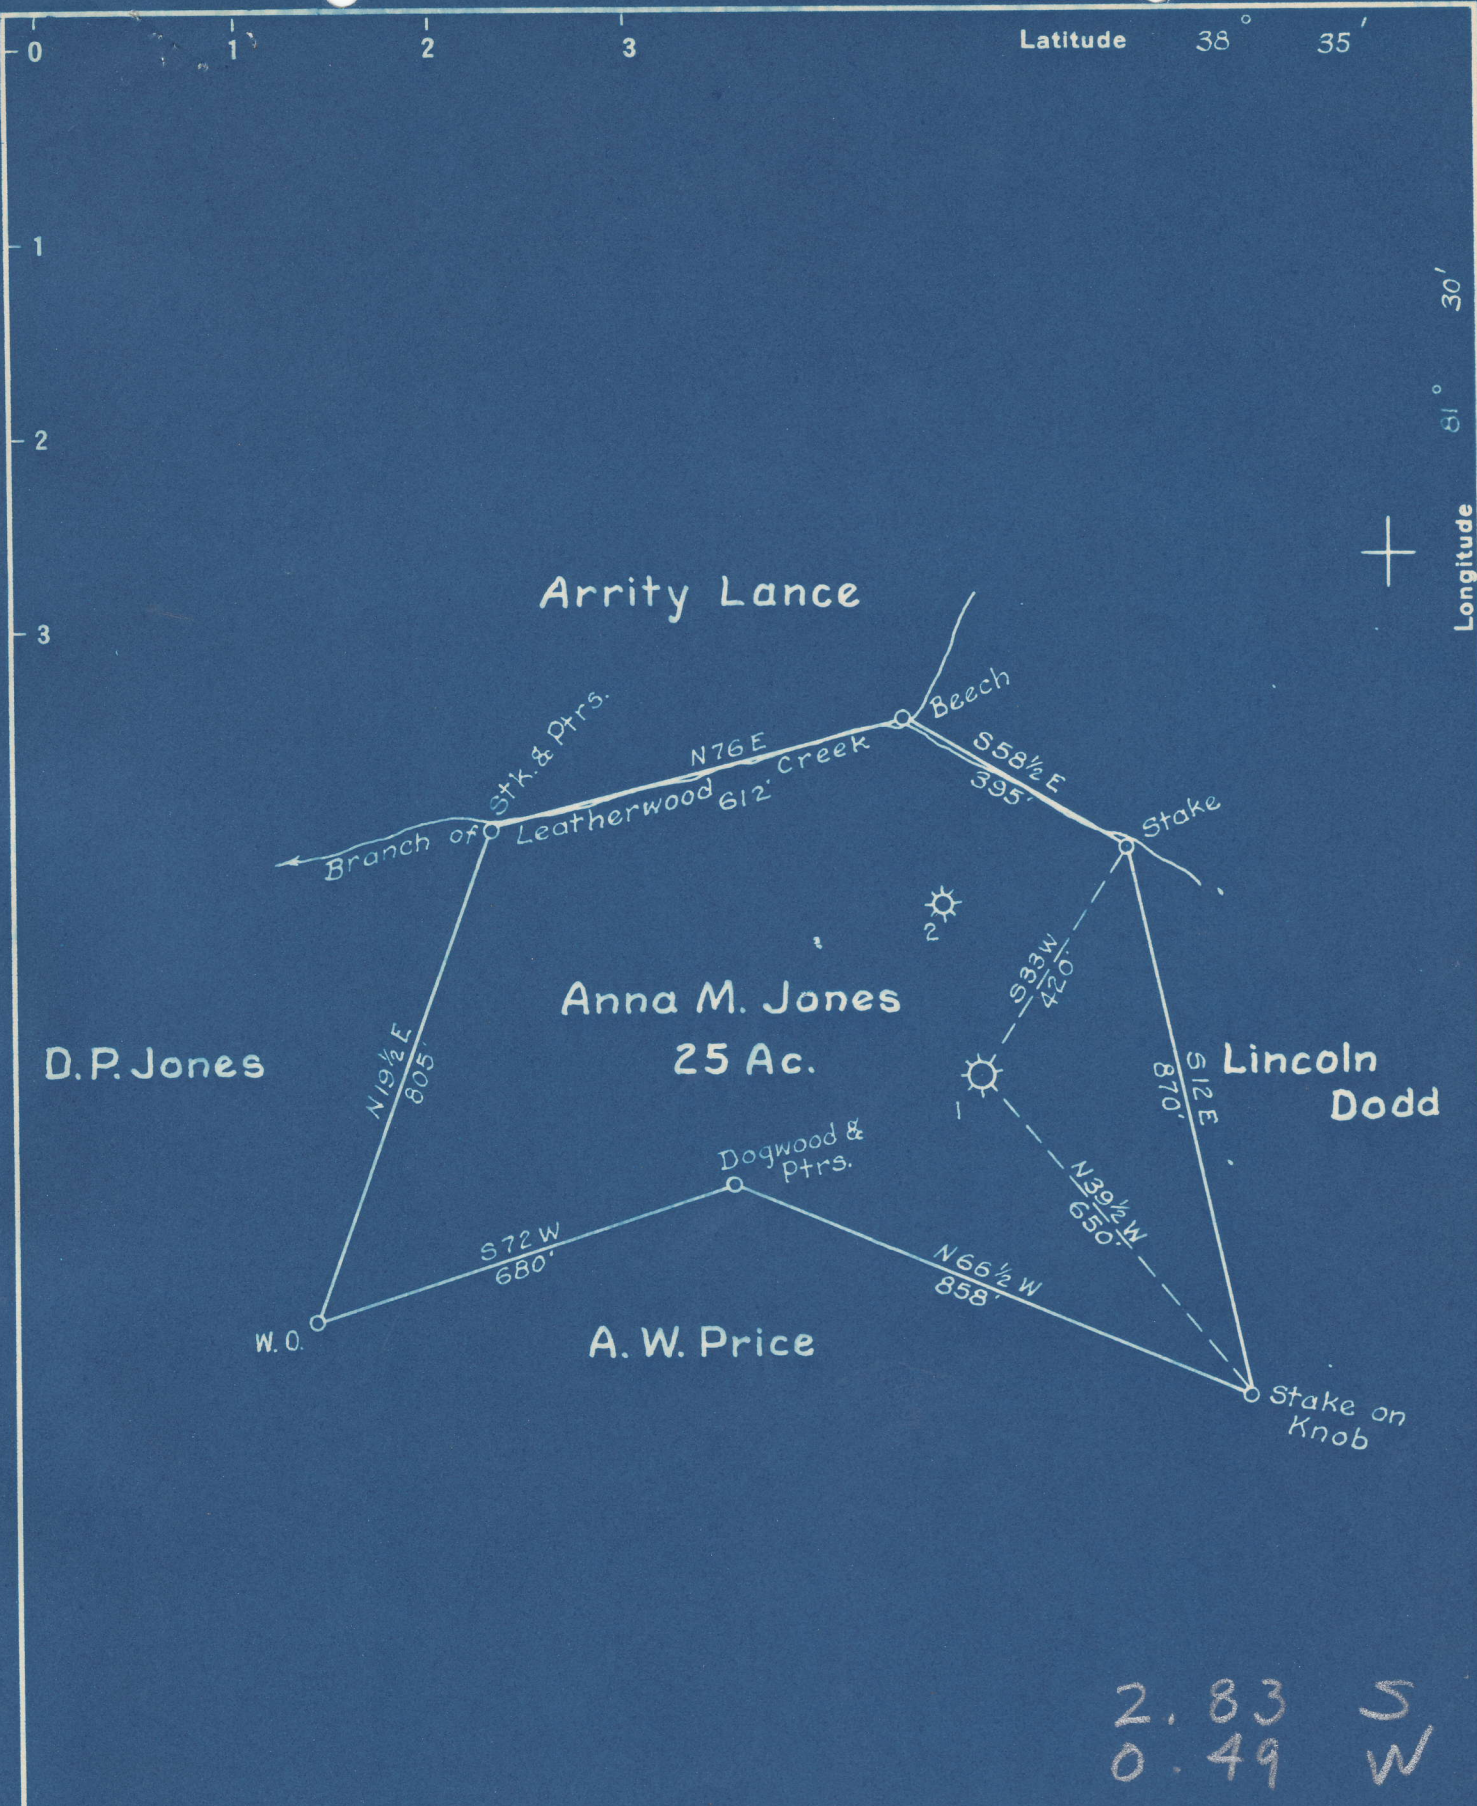 0 1 2 3 Latitude 38° 35'
1
2
3
30'
81°
Longitude
Arrity Lance
Stk. & Ptrs.
Beech
N76E
612'
S58½E
395'
Branch of Leatherwood Creek
Stake
2
S33W
420'
Anna M. Jones
25 Ac.
D.P. Jones
N19½E
805'
1
S12E
870'
Lincoln
Dodd
Dogwood &
Ptrs.
N39½W
650'
S72W
680'
N66½W
858'
W.O.
A.W. Price
Stake on
Knob
2.83 S
0.49 W